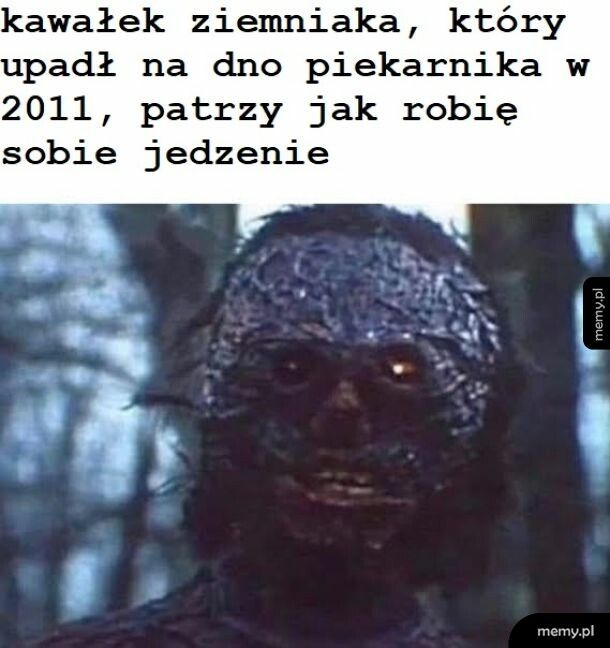 kawałek ziemniaka, który
upadł na dno piekarnika w
2011, patrzy jak robię
sobie jedzenie
memy.pl
memy.pl